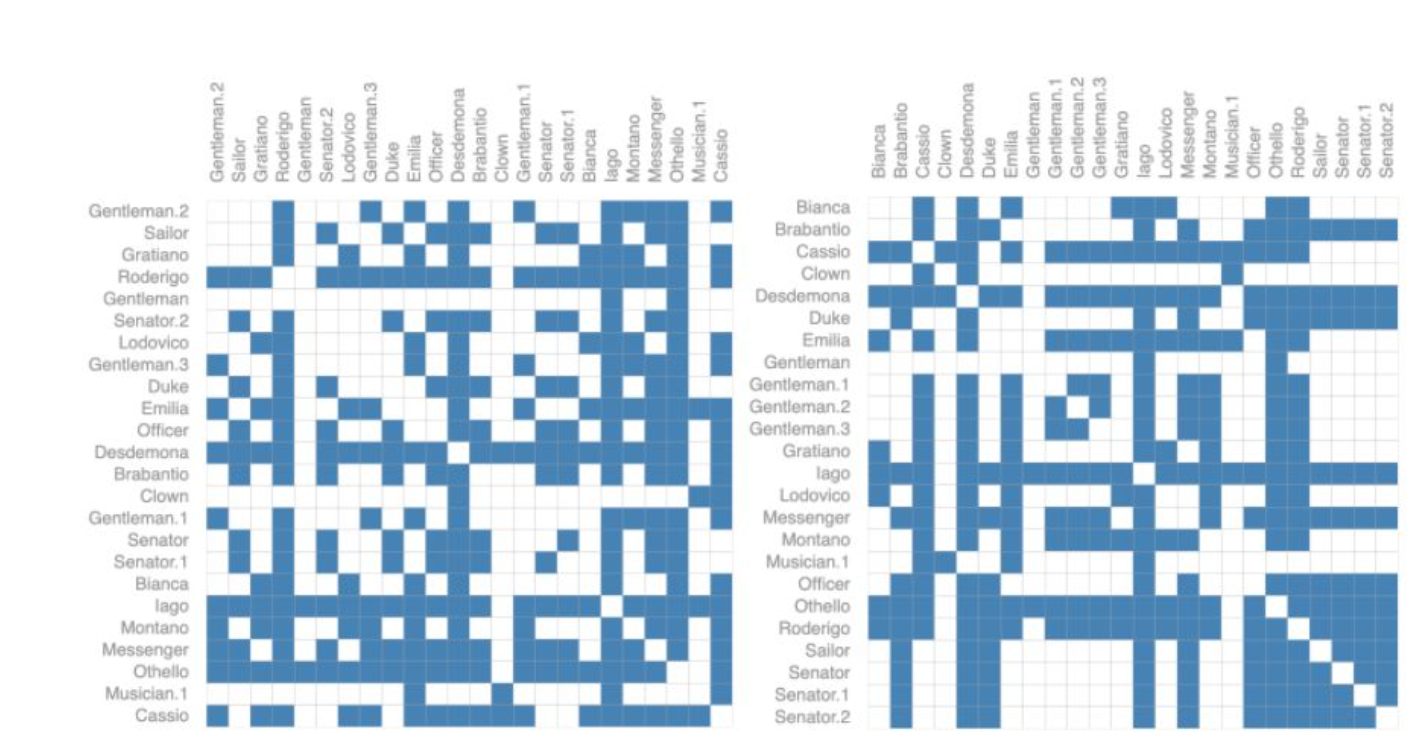 Gentleman.2
Sailor
Gratiano
Roderigo
Gentleman
Senator.2
Lodovico
Gentleman.3
Duke
Emilia
Officer
Desdemona
Brabantio
Clown
Gentleman.1
Senator
Senator.1
Bianca
Iago
Montano
Messenger
Othello
Musician.1
Cassio
Gentleman.2
Sailor
Gratiano
Roderigo
Gentleman
Senator.2
Lodovico
Gentleman.3
Duke
Emilia
Officer
Desdemona
Brabantio
Clown
Gentleman.1
Senator
Senator.1
Bianca
Iago
Montano
Messenger
Othello
Musician.1
Cassio
Bianca
Brabantio
Cassio
Clown
Desdemona
Duke
Emilia
Gentleman
Gentleman.1
Gentleman.2
Gentleman.3
Gratiano
Iago
Lodovico
Messenger
Montano
Musician.1
Officer
Othello
Roderigo
Sailor
Senator
Senator.1
Senator.2
Bianca
Brabantio
Cassio
Clown
Desdemona
Duke
Emilia
Gentleman
Gentleman.1
Gentleman.2
Gentleman.3
Gratiano
Iago
Lodovico
Messenger
Montano
Musician.1
Officer
Othello
Roderigo
Sailor
Senator
Senator.1
Senator.2